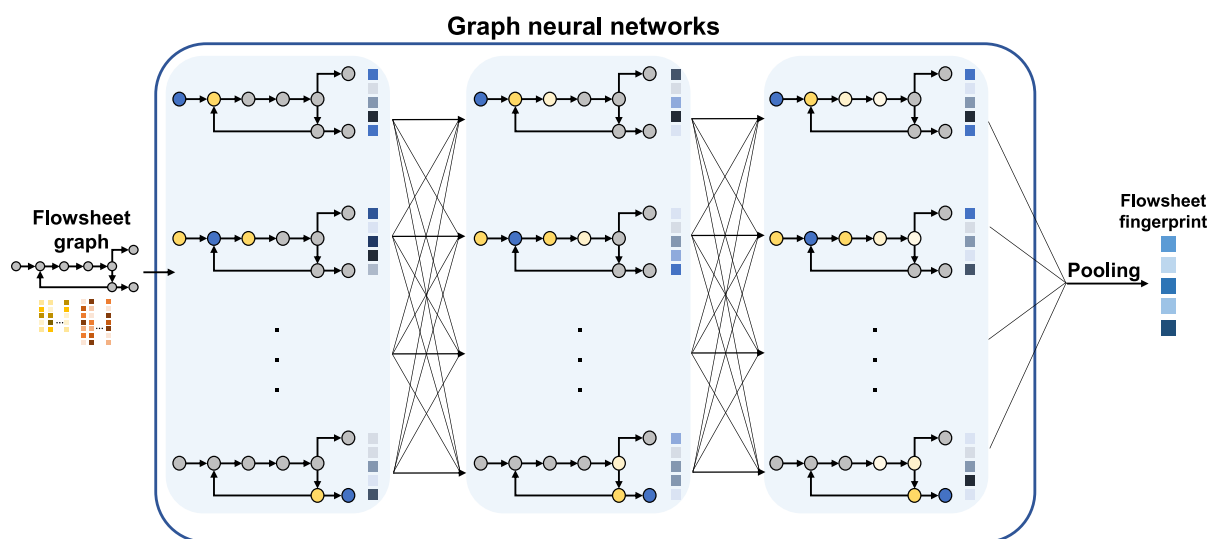 Graph neural networks
Flowsheet
graph
...
...
Pooling
Flowsheet
fingerprint